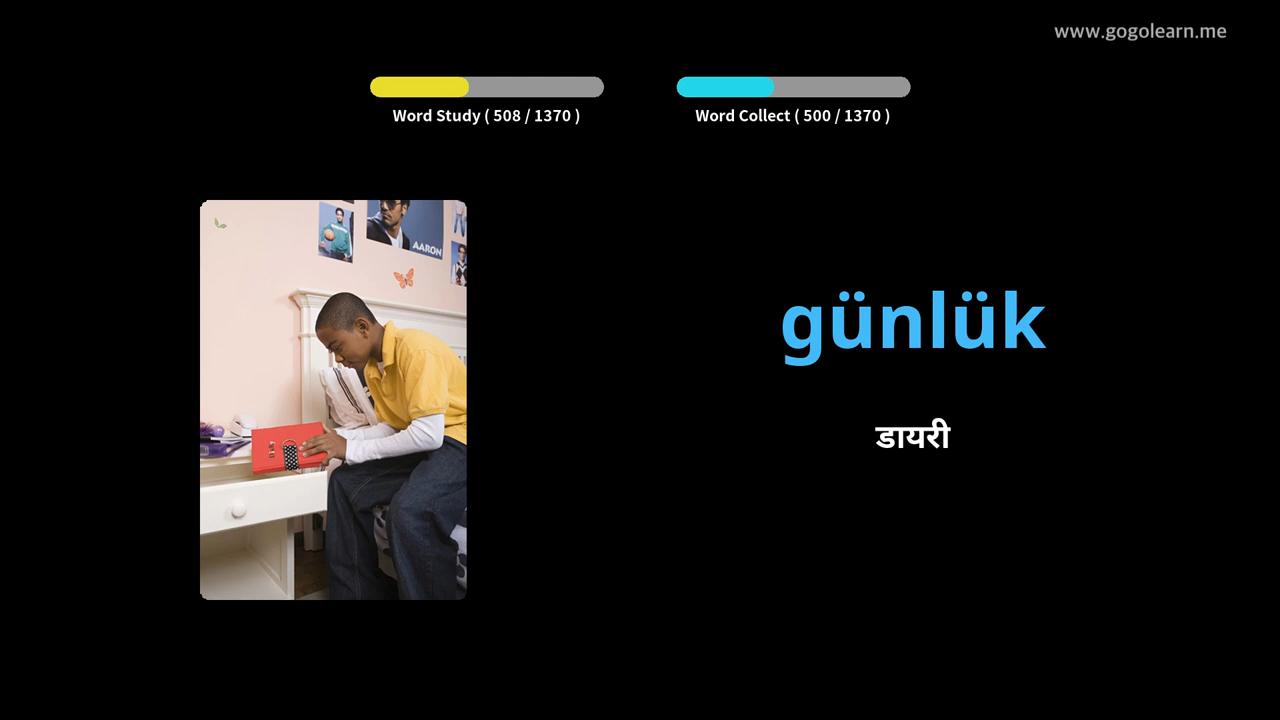 www.gogolearn.me
Word Study ( 508 / 1370 )
Word Collect ( 500 / 1370 )
AARON
günlük
डायरी